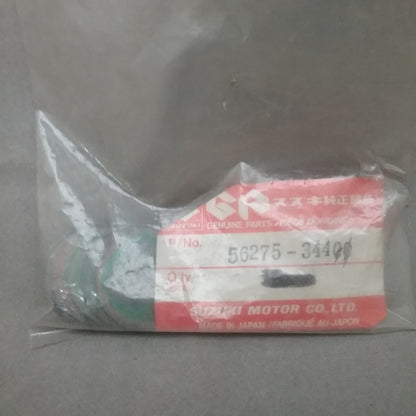 SGP スズキ純正部品
SUZUKI GENUINE PARTS
P/No. 56275-34400
Q'ty
SUZUKI MOTOR CO., LTD.
MADE IN JAPAN /FABRIQUÉ AU JAPON